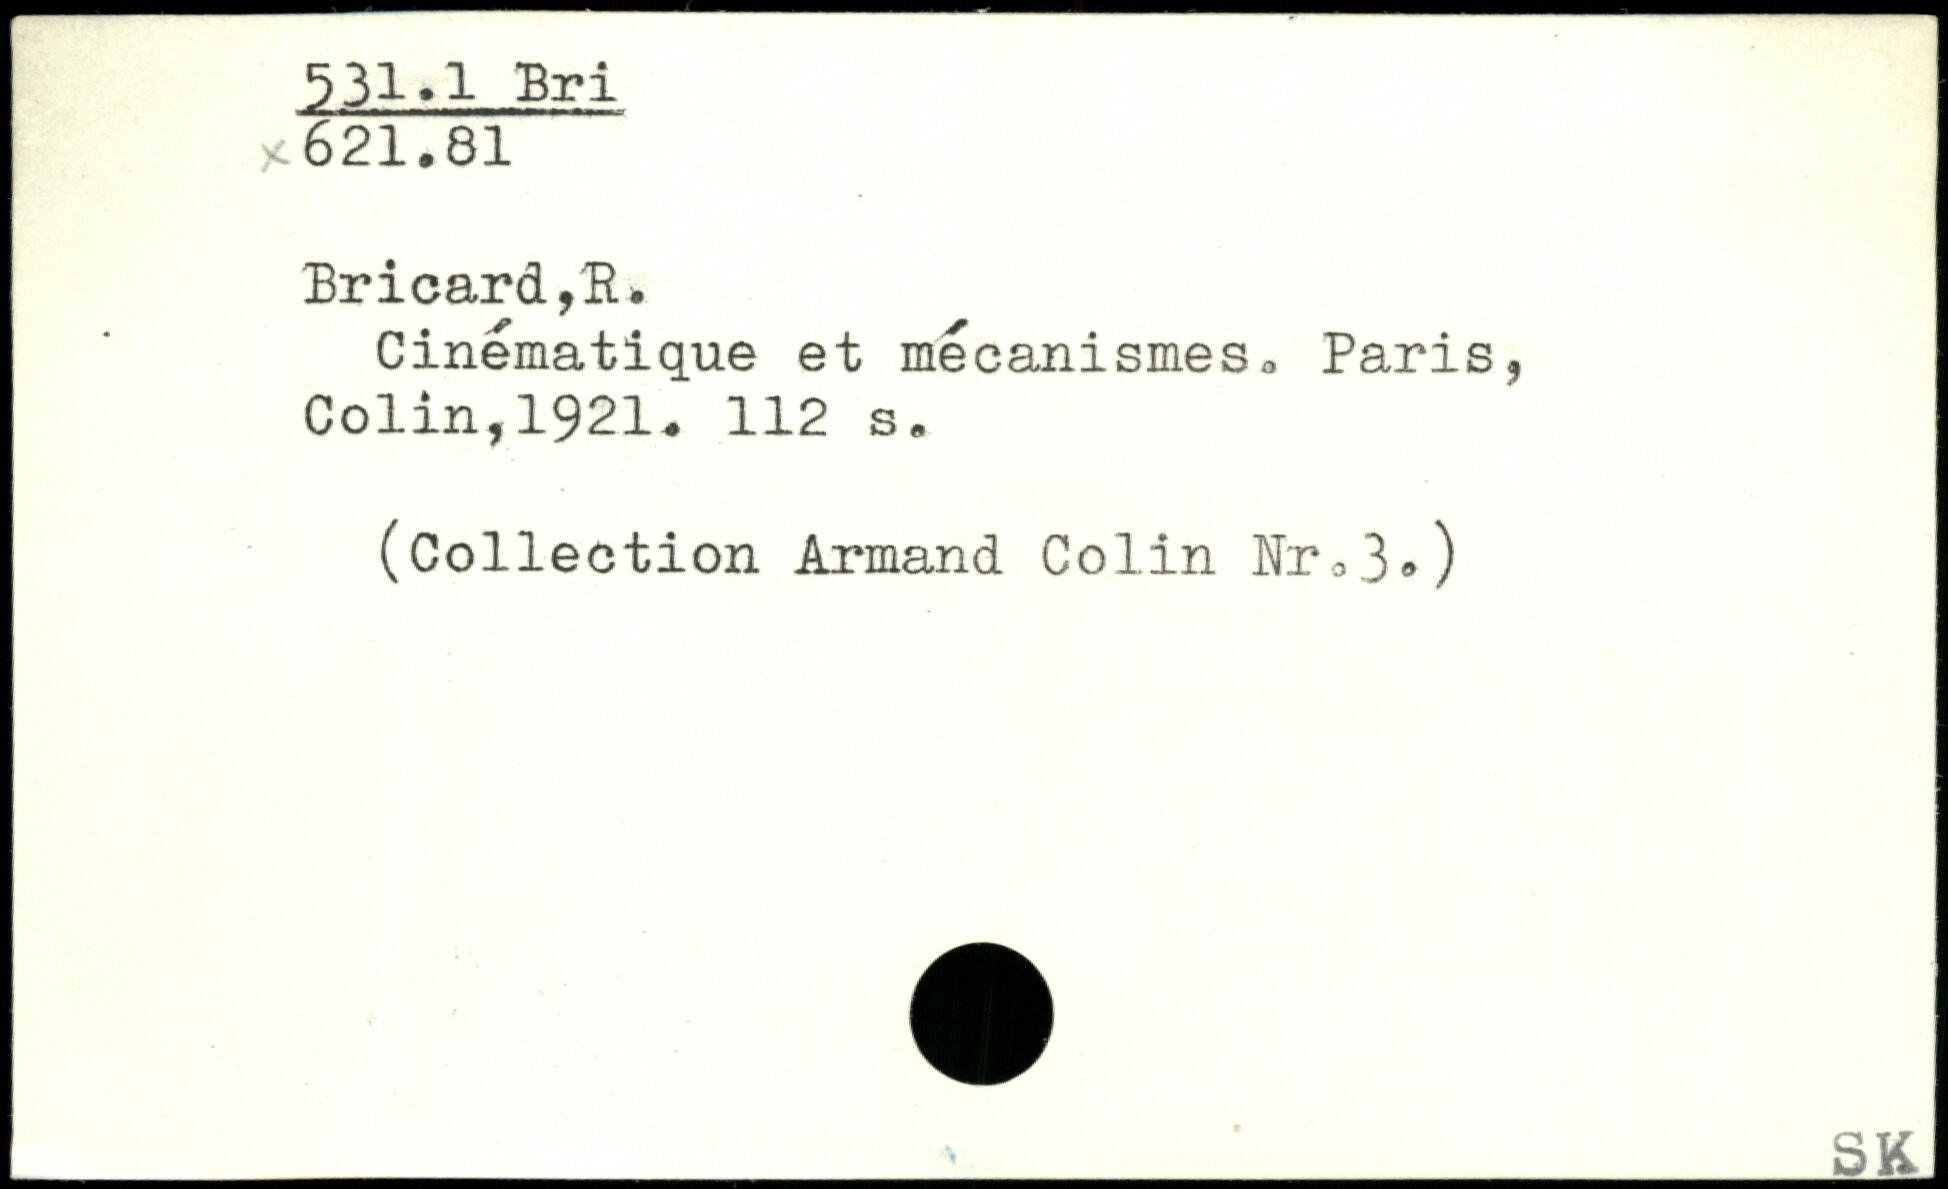 531.1 Bri
x 621.81
Bricard,R.
Cinématique et mécanismes. Paris,
Colin,1921. 112 s.
(Collection Armand Colin Nr.3.)
SK